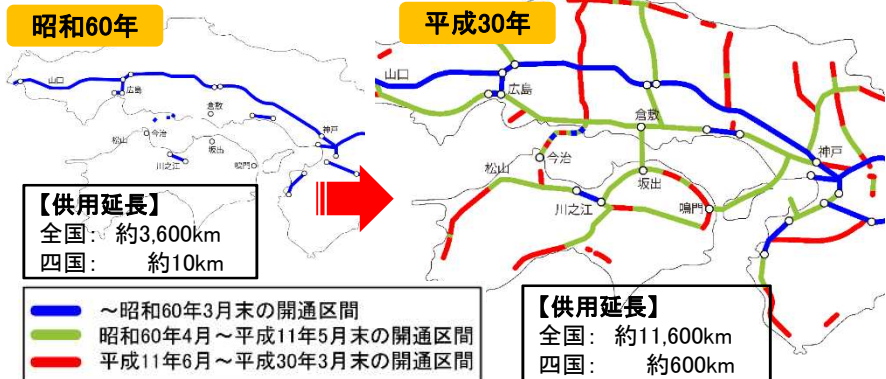 昭和60年
山口
広島
倉敷
神戸
松山
今治
坂出
川之江
鳴門
【供用延長】
全国： 約3,600km
四国： 約10km
平成30年
山口
広島
倉敷
神戸
今治
松山
坂出
川之江
鳴門
～昭和60年3月末の開通区間
昭和60年4月～平成11年5月末の開通区間
平成11年6月～平成30年3月末の開通区間
【供用延長】
全国： 約11,600km
四国： 約600km